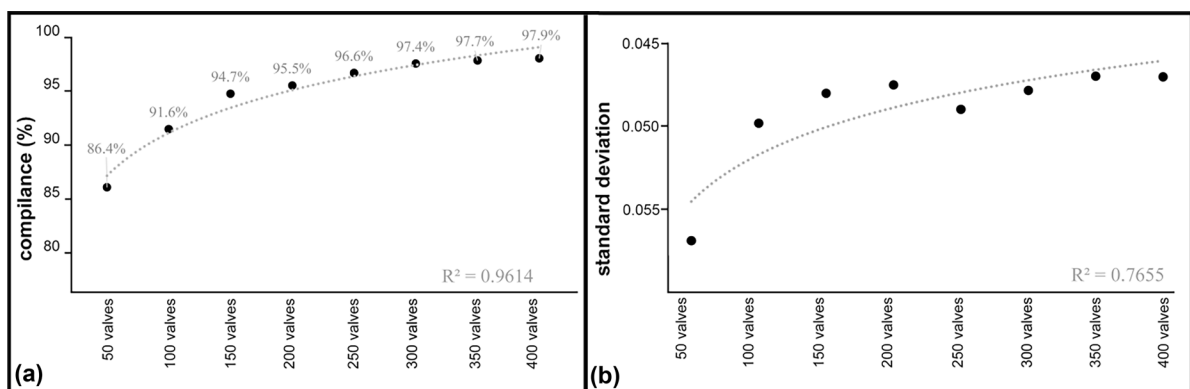 100
95
90
85
80
compilance (%)
86.4%
91.6%
94.7%
95.5%
96.6%
97.4%
97.7%
97.9%
R² = 0.9614
50 valves
100 valves
150 valves
200 valves
250 valves
300 valves
350 valves
400 valves
(a)
0.045
0.050
0.055
standard deviation
R² = 0.7655
50 valves
100 valves
150 valves
200 valves
250 valves
300 valves
350 valves
400 valves
(b)